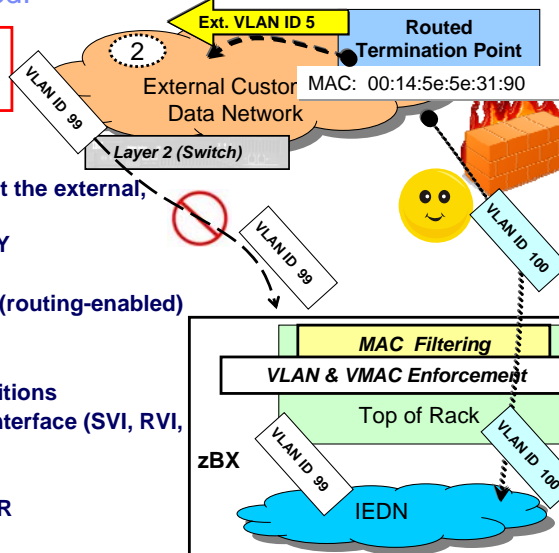 Ext. VLAN ID 5
Routed
Termination Point
2
MAC: 00:14:5e:5e:31:90
VLAN ID 99
External
Data Network
Layer 2 (Switch)
t the external,
Y
(routing-enabled)
itions
nterface (SVI, RVI,
R
VLAN ID 99
VLAN ID 100
MAC Filtering
VLAN & VMAC Enforcement
Top of Rack
zBX
VLAN ID 99
VLAN ID 100
IEDN